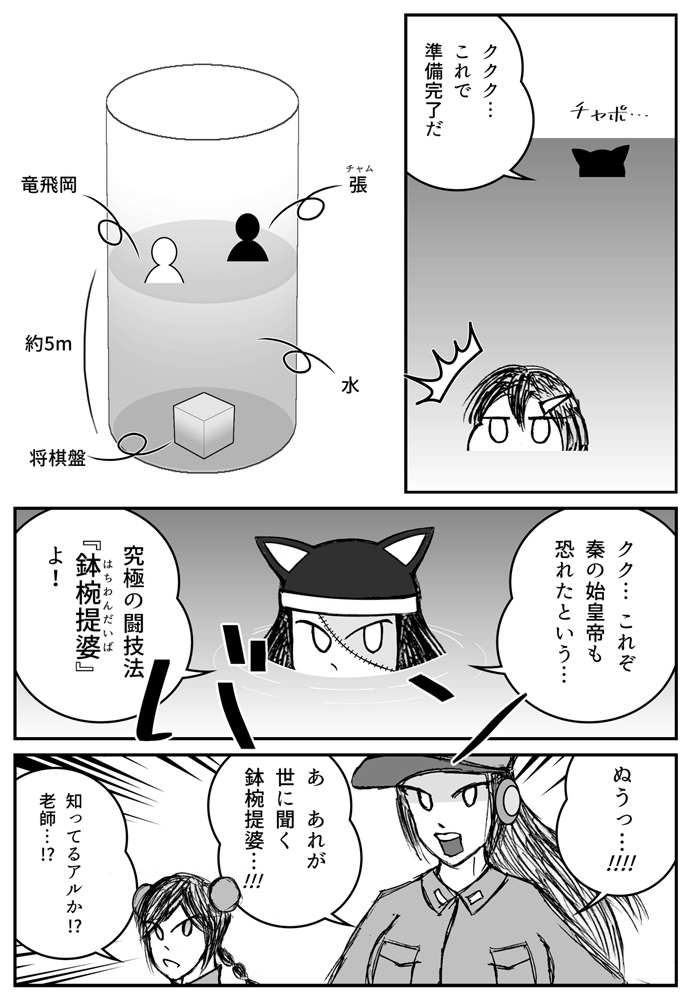 ククク…
これで
準備完了だ
チャポ…
チャム
張
竜飛岡
約5m
水
将棋盤
クク… これぞ
秦の始皇帝も
恐れたという…
究極の闘技法
はちわんだいば
『鉢椀提婆』
よ！
ぬうっ…!!!!
あ あれが
世に聞く
鉢椀提婆…!!!
知ってるアルか!?
老師…!?